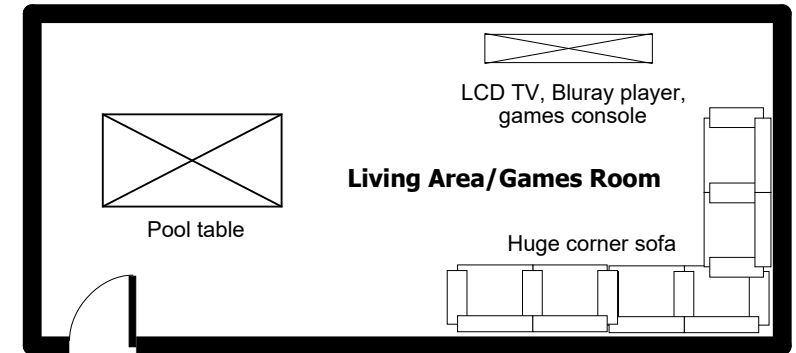 LCD TV, Bluray player,
games console
Living Area/Games Room
Pool table
Huge corner sofa